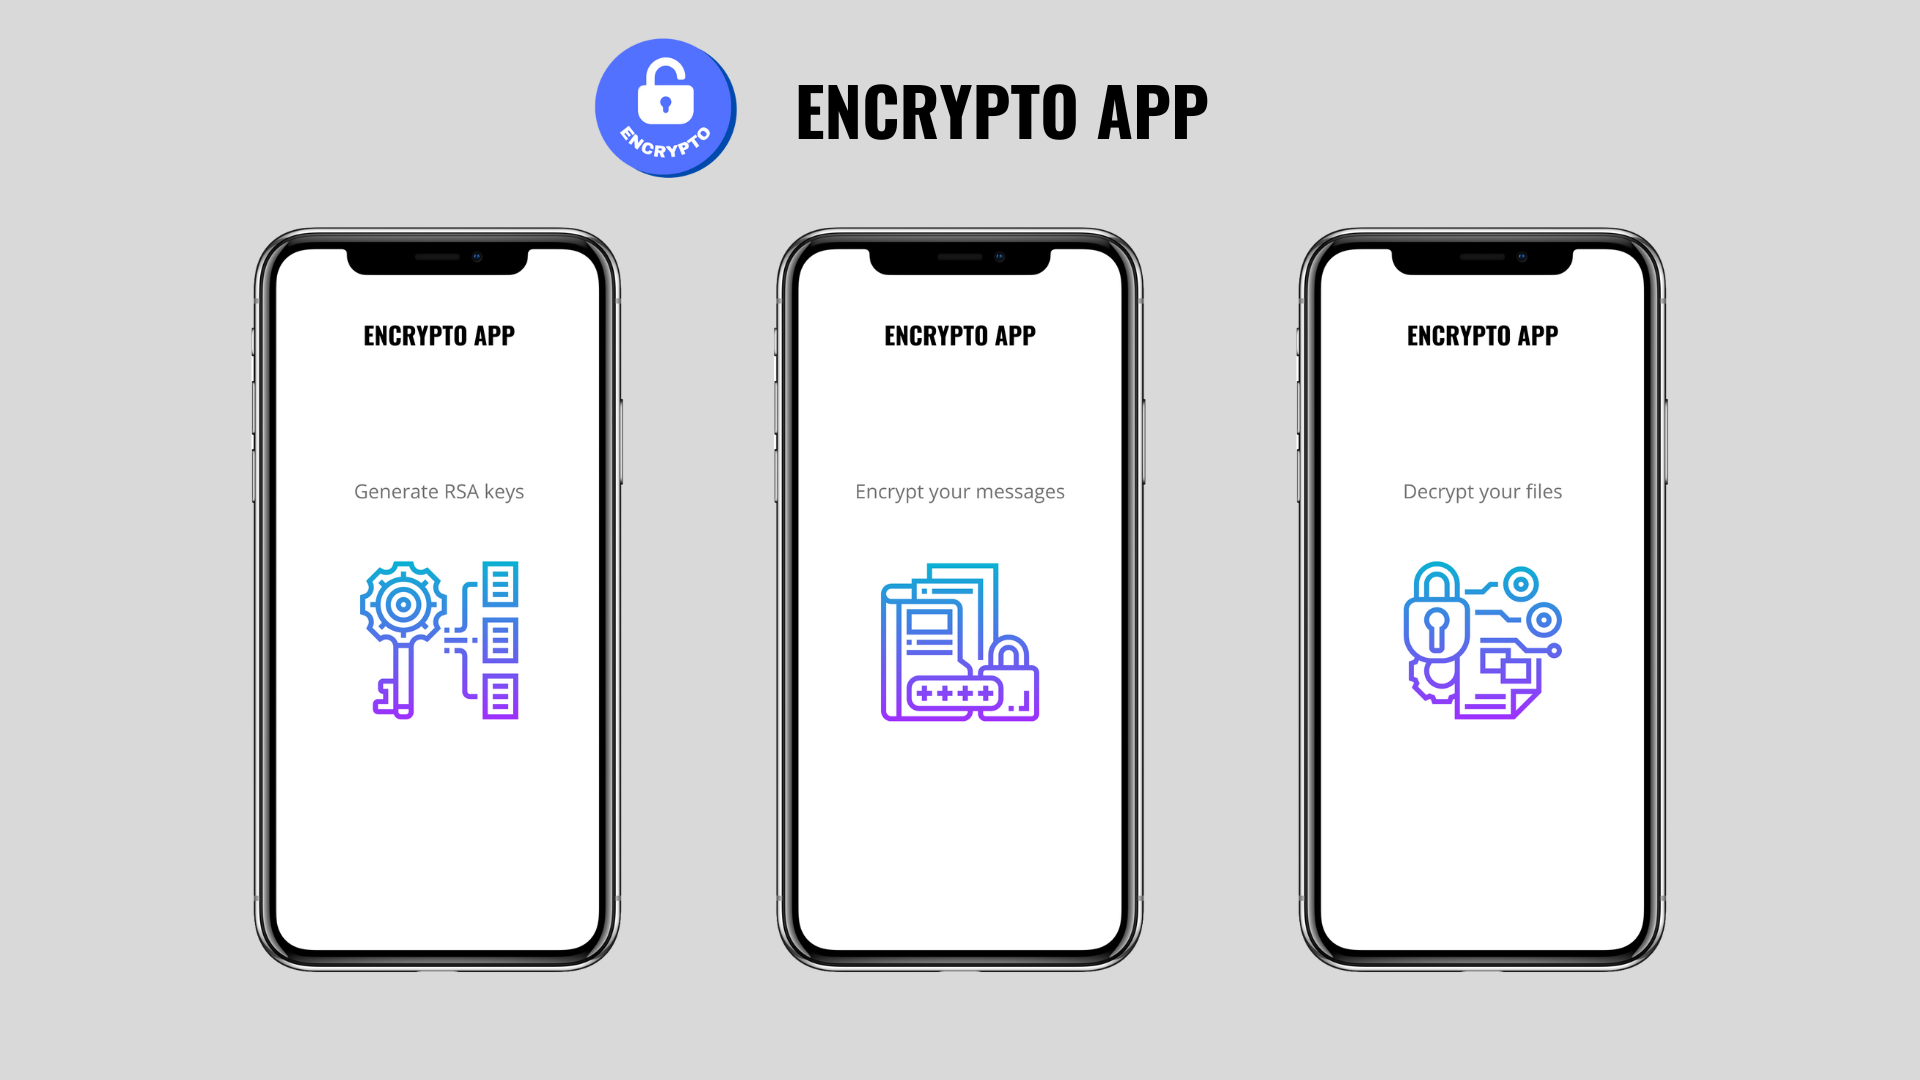 ENCRYPTO
ENCRYPTO APP
ENCRYPTO APP
Generate RSA keys
ENCRYPTO APP
Encrypt your messages
ENCRYPTO APP
Decrypt your files